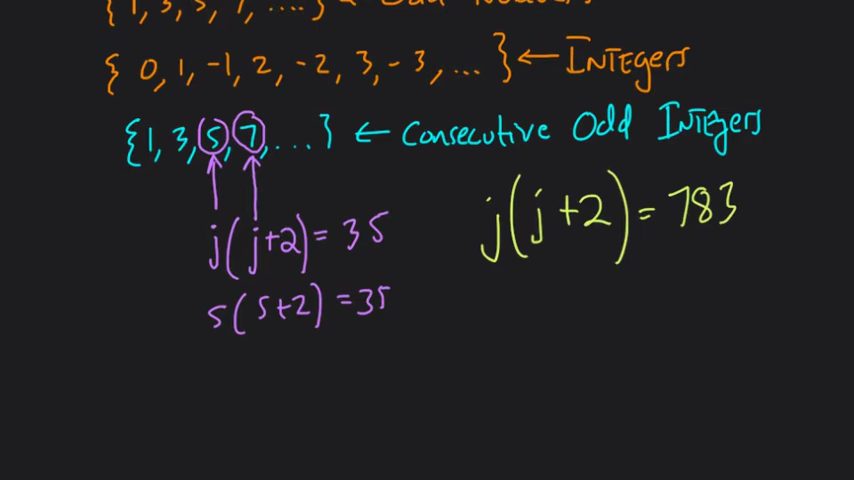 { 0, 1, -1, 2, -2, 3, -3, ... } ← Integers
{1, 3, 5, 7, ... } ← Consecutive Odd Integers
j(j+2) = 35
5(5+2) = 35
j(j+2) = 783